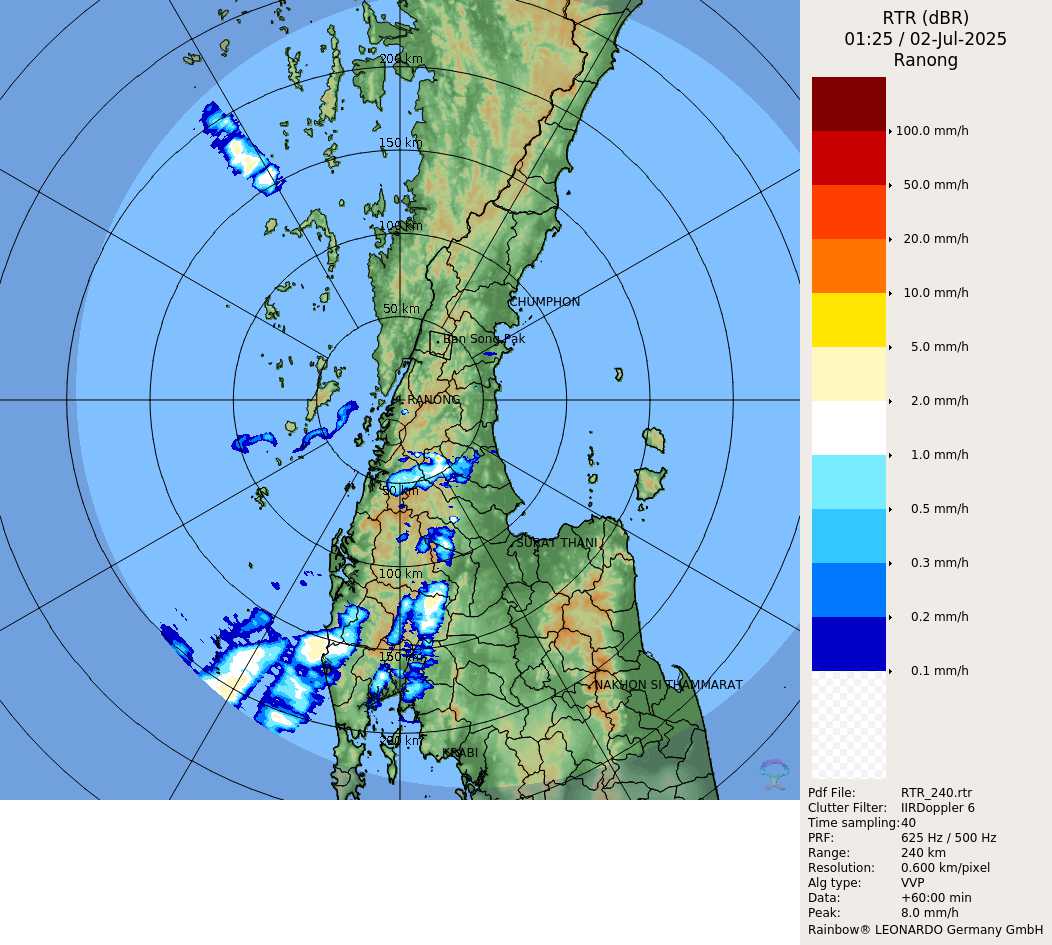 RTR (dBR)
01:25 / 02-Jul-2025
Ranong
200 km
150 km
100 km
50 km
CHUMPHON
Ban Song Pak
RANONG
50 km
SURAT THANI
100 km
150 km
NAKHON SI THAMMARAT
200 km
KRABI
100.0 mm/h
50.0 mm/h
20.0 mm/h
10.0 mm/h
5.0 mm/h
2.0 mm/h
1.0 mm/h
0.5 mm/h
0.3 mm/h
0.2 mm/h
0.1 mm/h
Pdf File: RTR_240.rtr
Clutter Filter: IIRDoppler 6
Time sampling:40
PRF: 625 Hz / 500 Hz
Range: 240 km
Resolution: 0.600 km/pixel
Alg type: VVP
Data: +60:00 min
Peak: 8.0 mm/h
Rainbow® LEONARDO Germany GmbH